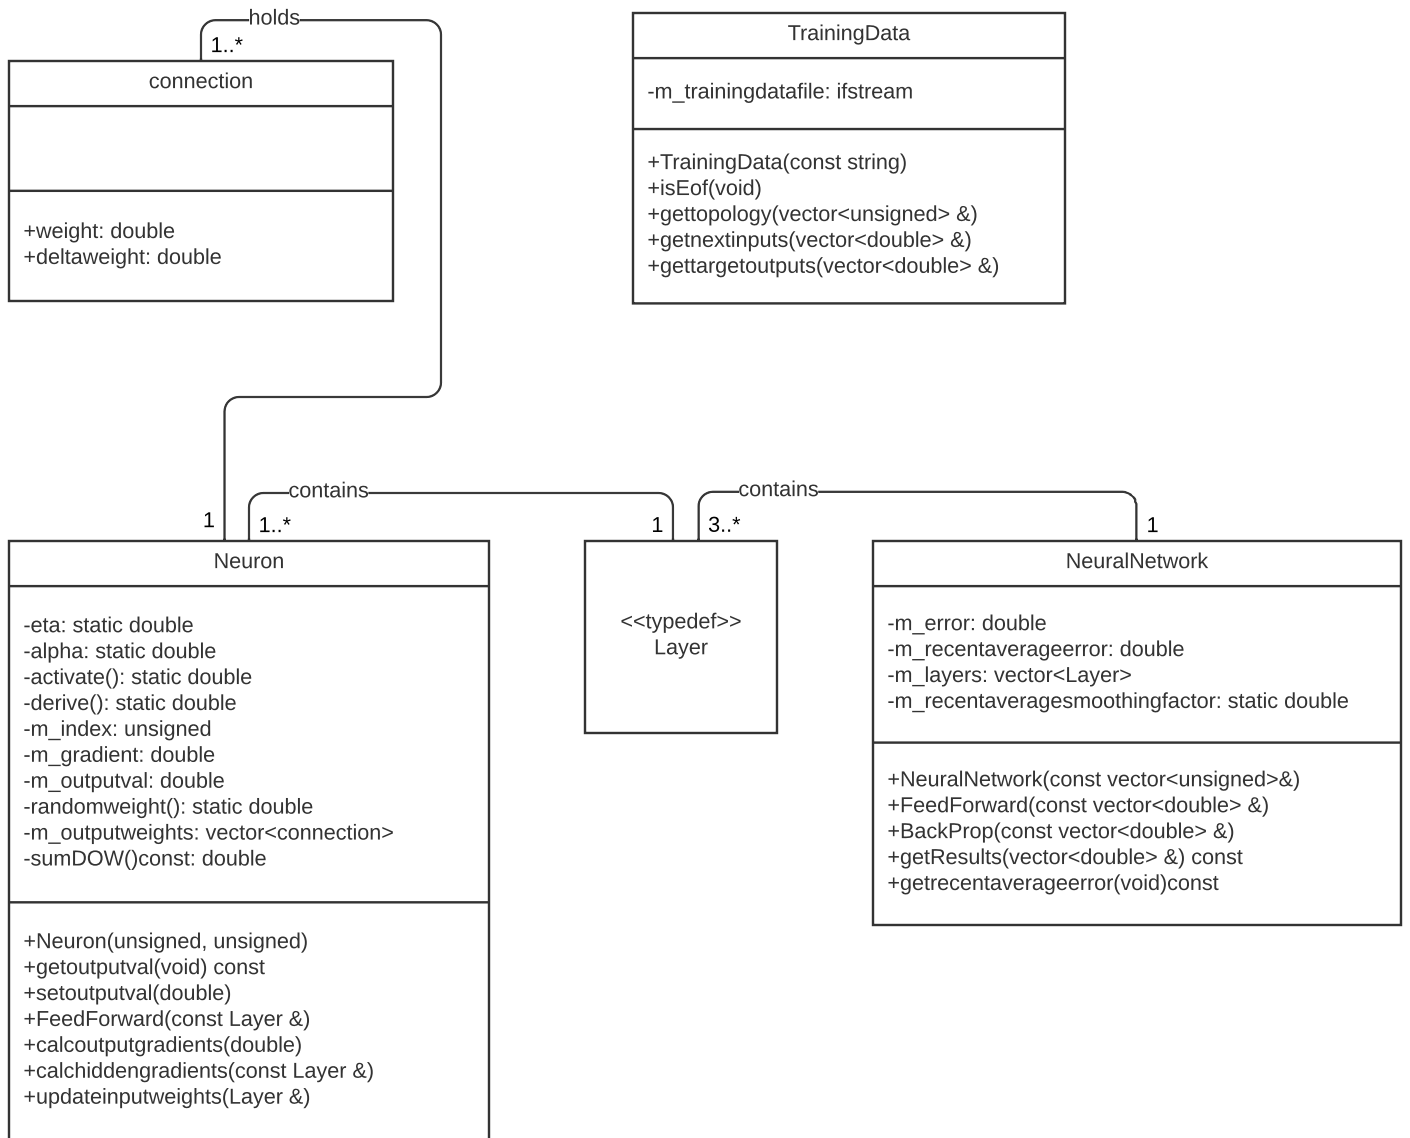 holds
1..*
connection
+weight: double
+deltaweight: double
TrainingData
-m_trainingdatafile: ifstream
+TrainingData(const string)
+isEof(void)
+gettopology(vector<unsigned> &)
+getnextinputs(vector<double> &)
+gettargetoutputs(vector<double> &)
contains
contains
1
1..*
1
3..*
1
Neuron
-eta: static double
-alpha: static double
-activate(): static double
-derive(): static double
-m_index: unsigned
-m_gradient: double
-m_outputval: double
-randomweight(): static double
-m_outputweights: vector<connection>
-sumDOW()const: double
+Neuron(unsigned, unsigned)
+getoutputval(void) const
+setoutputval(double)
+FeedForward(const Layer &)
+calcoutputgradients(double)
+calchiddengradients(const Layer &)
+updateinputweights(Layer &)
<<typedef>>
Layer
NeuralNetwork
-m_error: double
-m_recentaverageerror: double
-m_layers: vector<Layer>
-m_recentaveragesmoothingfactor: static double
+NeuralNetwork(const vector<unsigned>&)
+FeedForward(const vector<double> &)
+BackProp(const vector<double> &)
+getResults(vector<double> &) const
+getrecentaverageerror(void)const